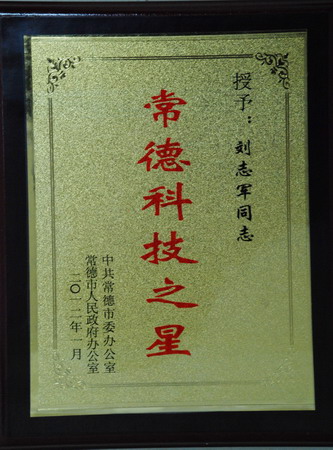 授予：刘志军同志
常德科技之星
中共常德市委办公室
常德市人民政府办公室
二〇一二年一月